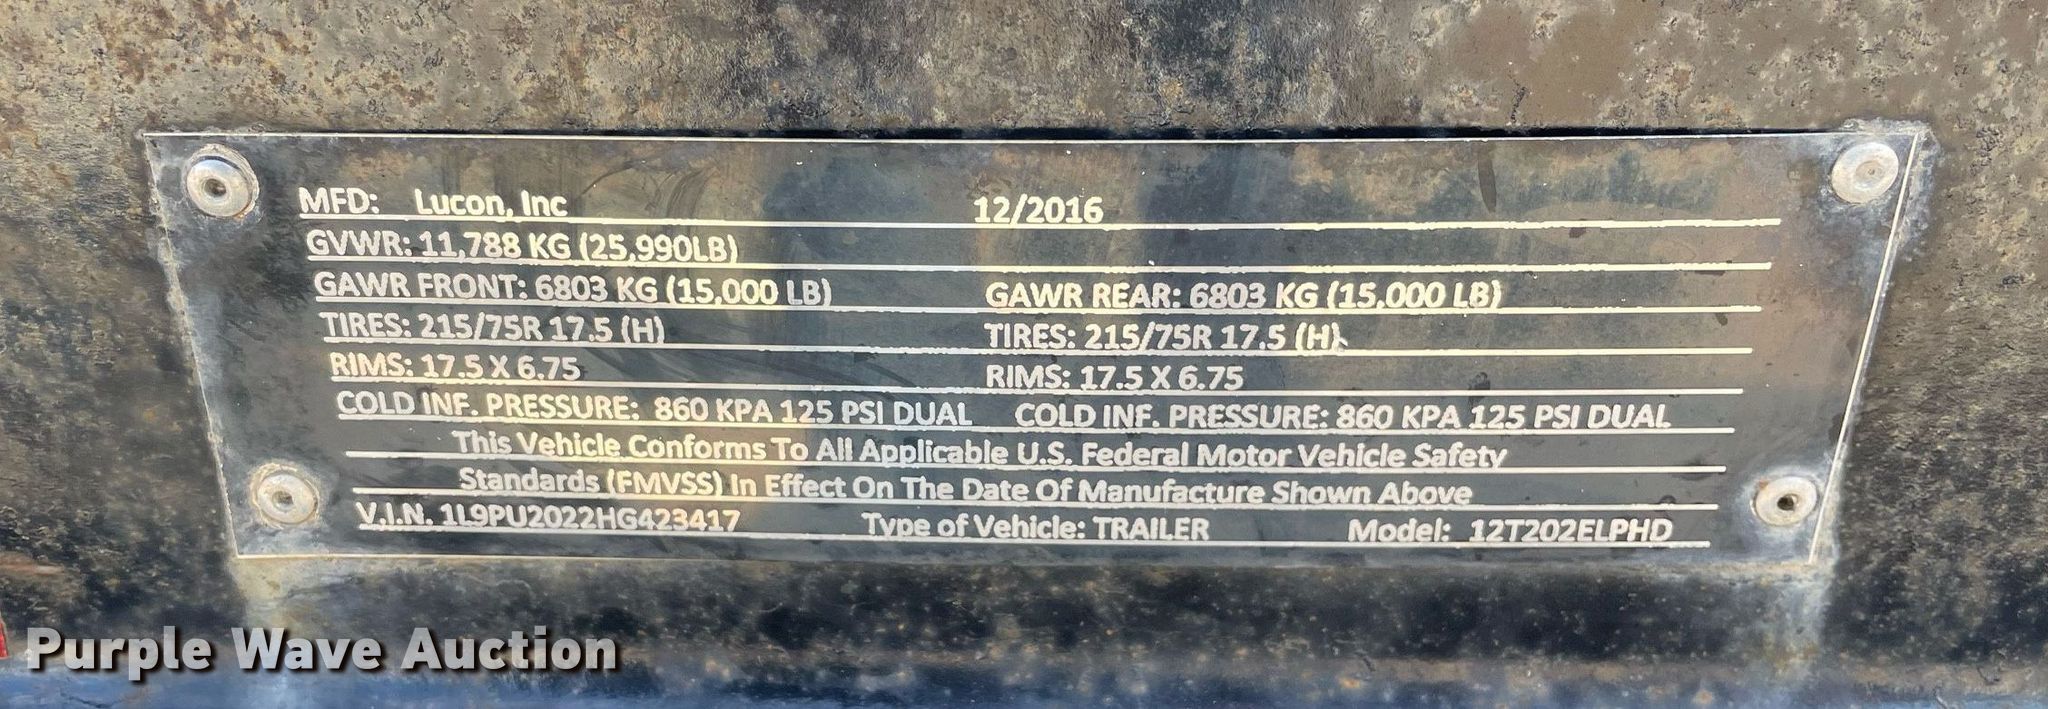 MFD: Lucon, Inc 12/2016
GVWR: 11,788 KG (25,990LB)
GAWR FRONT: 6803 KG (15,000 LB) GAWR REAR: 6803 KG (15,000 LB)
TIRES: 215/75R 17.5 (H) TIRES: 215/75R 17.5 (H)
RIMS: 17.5 X 6.75 RIMS: 17.5 X 6.75
COLD INF. PRESSURE: 860 KPA 125 PSI DUAL COLD INF. PRESSURE: 860 KPA 125 PSI DUAL
This Vehicle Conforms To All Applicable U.S. Federal Motor Vehicle Safety
Standards (FMVSS) In Effect On The Date Of Manufacture Shown Above
V.I.N. 1L9PU2022HG423417 Type of Vehicle: TRAILER Model: 12T202ELPHD
Purple Wave Auction